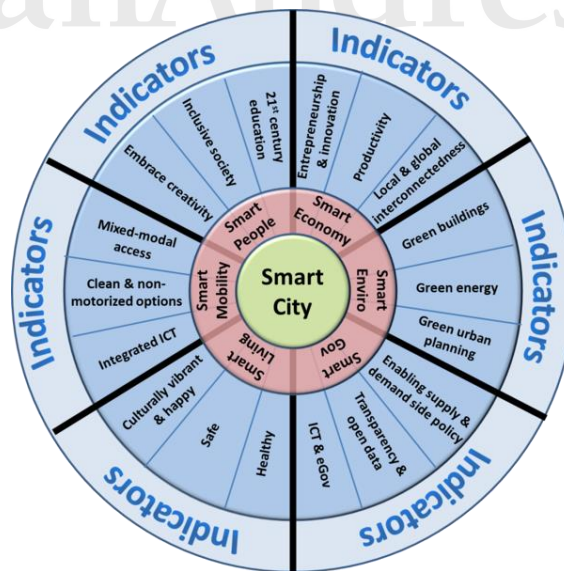 Indicators
Entrepreneurship
& Innovation
Productivity
Local & global
interconnectedness
Smart
Economy
Indicators
Green buildings
Green energy
Green urban
planning
Smart
Enviro
Indicators
Enabling supply &
demand side policy
Transparency &
open data
ICT & eGov
Smart
Gov
Indicators
Healthy
Safe
Culturally vibrant
& happy
Smart
Living
Indicators
Integrated ICT
Clean & non-
motorized options
Mixed-modal
access
Smart
Mobility
Indicators
Embrace creativity
Inclusive society
21st century
education
Smart
People
Smart
City